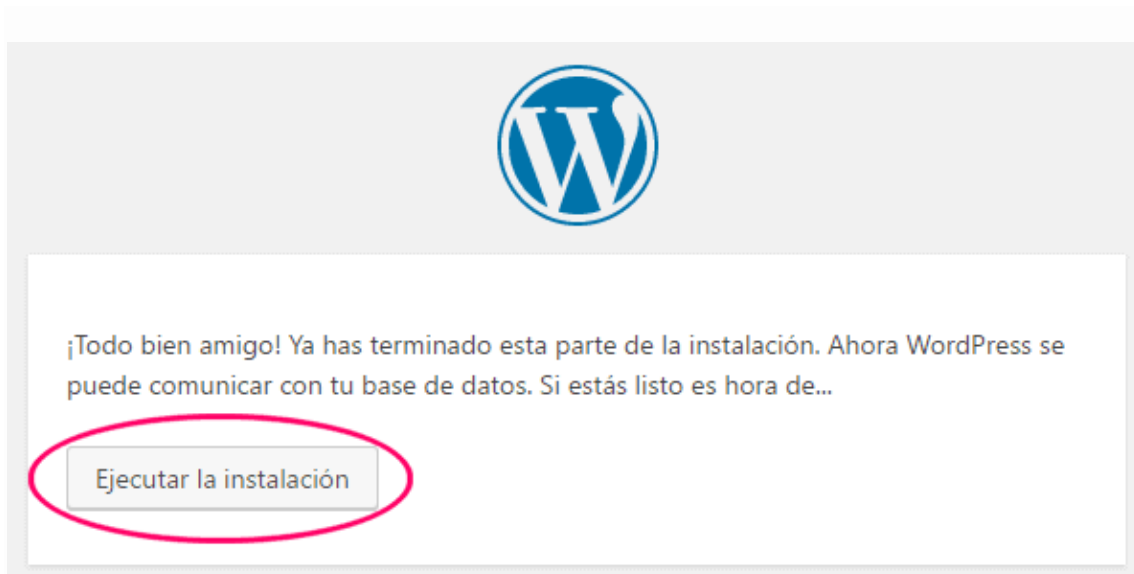 ¡Todo bien amigo! Ya has terminado esta parte de la instalación. Ahora WordPress se
puede comunicar con tu base de datos. Si estás listo es hora de...
Ejecutar la instalación